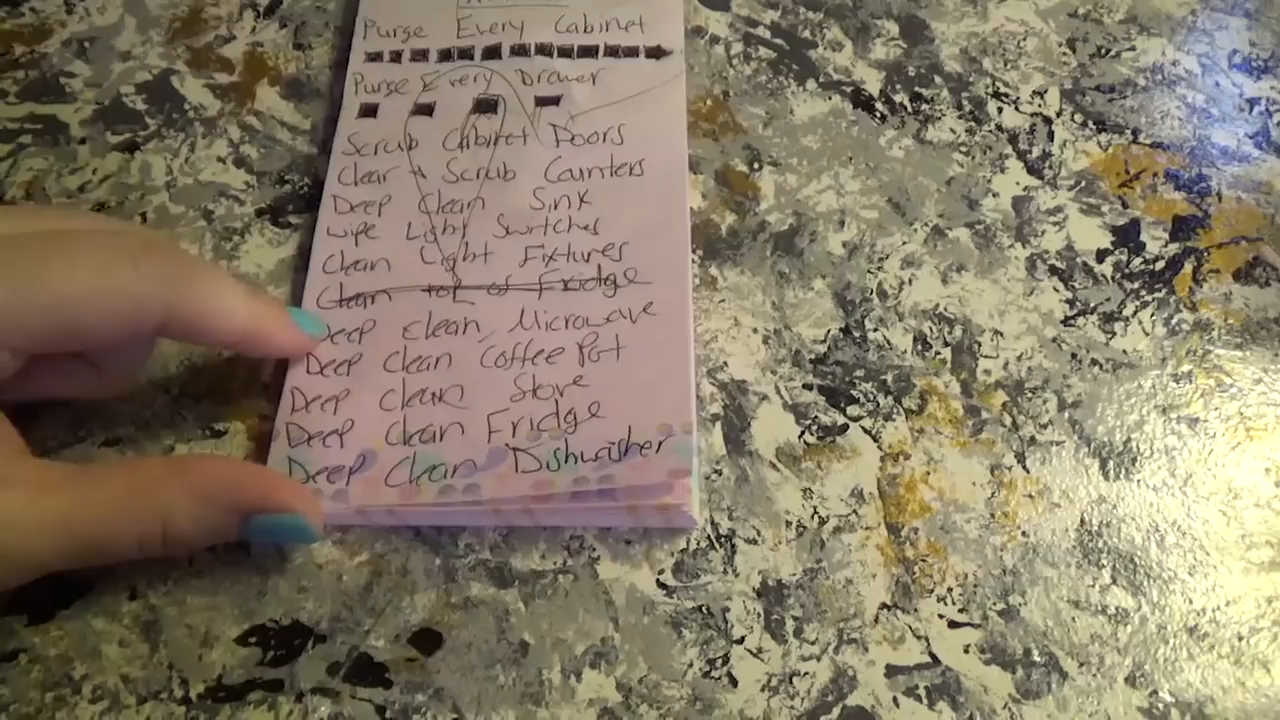 Purge Every Cabinet
Purge Every Drawer
Scrub Cabinet Doors
Clear + Scrub Counters
Deep Clean Sink
Wipe Light Switches
Clean Light Fixtures
Clean top of Fridge
Deep Clean Microwave
Deep Clean Coffee Pot
Deep Clean Stove
Deep Clean Fridge
Deep Clean Dishwisher